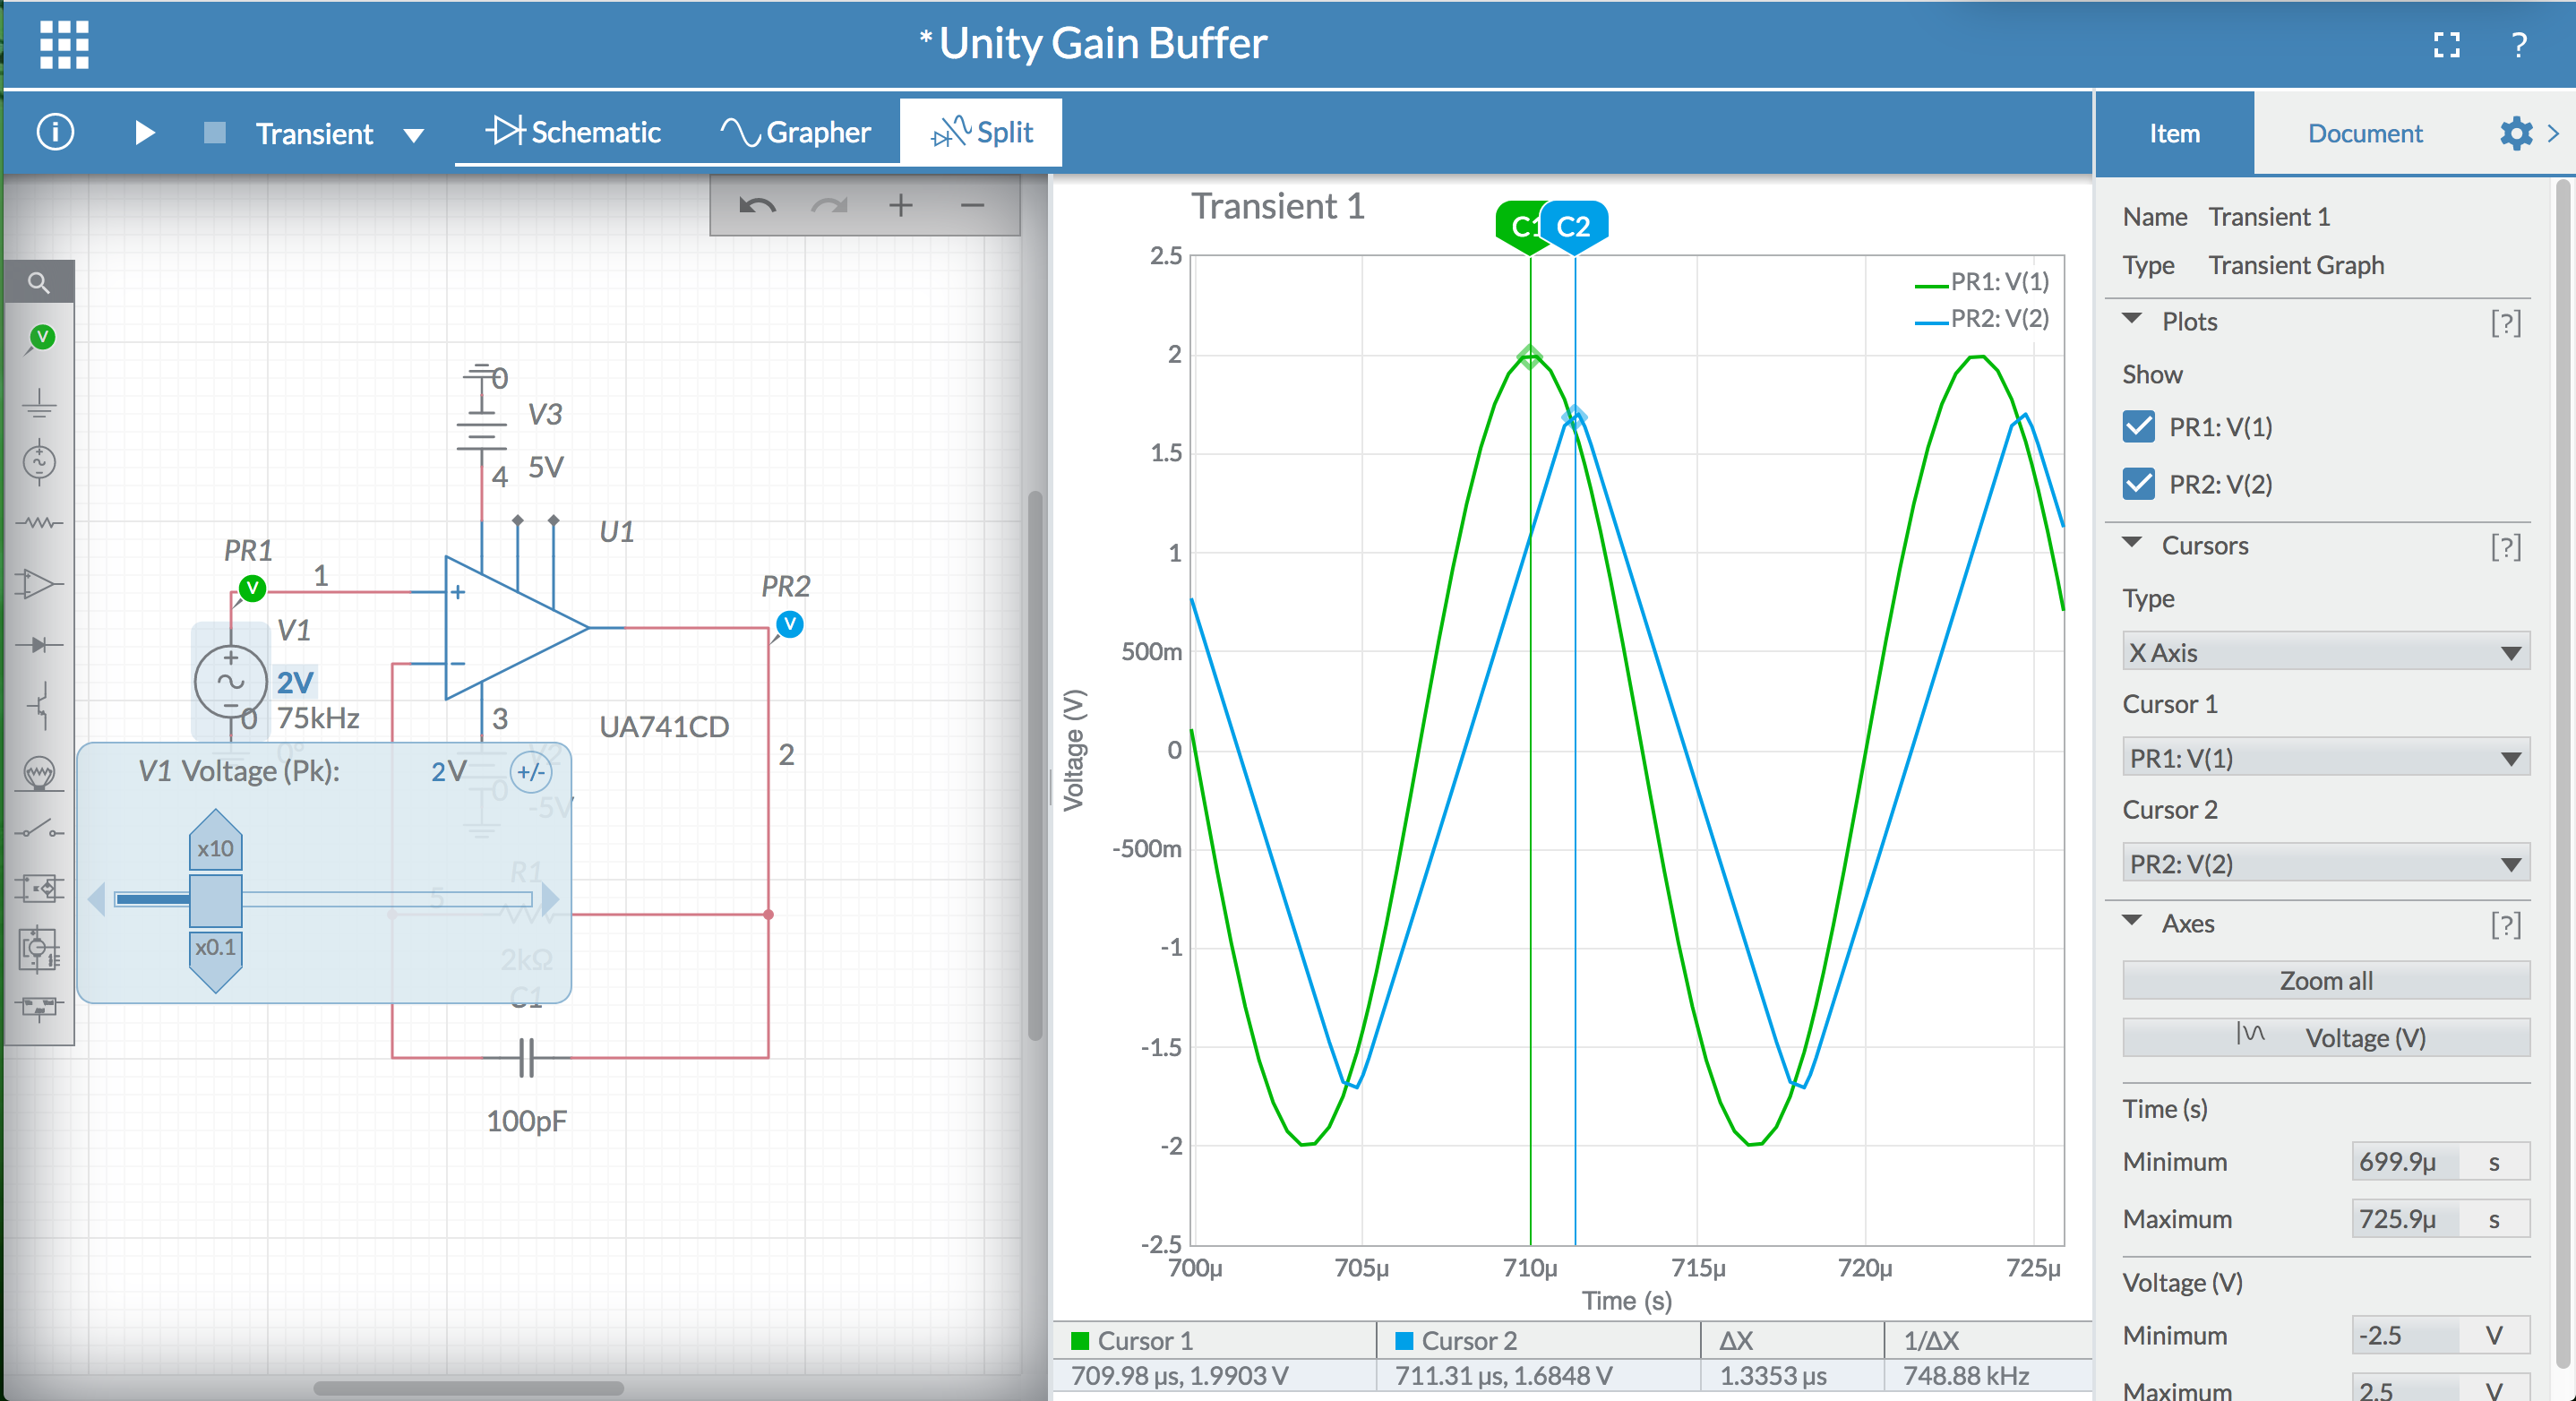 *Unity Gain Buffer
?
i
Transient
Schematic
Grapher
Split
Item
Document
0
V3
4
5V
U1
PR1
V
1
V1
2V
0
75kHz
0°
+
−
3
UA741CD
PR2
V
2
V2
0
-5V
V1 Voltage (Pk):
2V
+/-
x10
x0.1
5
R1
2kΩ
C1
100pF
Transient 1
C1
C2
PR1: V(1)
PR2: V(2)
2.5
2
1.5
1
500m
0
-500m
-1
-1.5
-2
-2.5
Voltage (V)
700µ
705µ
710µ
715µ
720µ
725µ
Time (s)
Cursor 1
Cursor 2
ΔX
1/ΔX
709.98 µs, 1.9903 V
711.31 µs, 1.6848 V
1.3353 µs
748.88 kHz
Name Transient 1
Type Transient Graph
Plots [?]
Show
PR1: V(1)
PR2: V(2)
Cursors [?]
Type
X Axis
Cursor 1
PR1: V(1)
Cursor 2
PR2: V(2)
Axes [?]
Zoom all
Voltage (V)
Time (s)
Minimum 699.9µ s
Maximum 725.9µ s
Voltage (V)
Minimum -2.5 V
Maximum 2.5 V